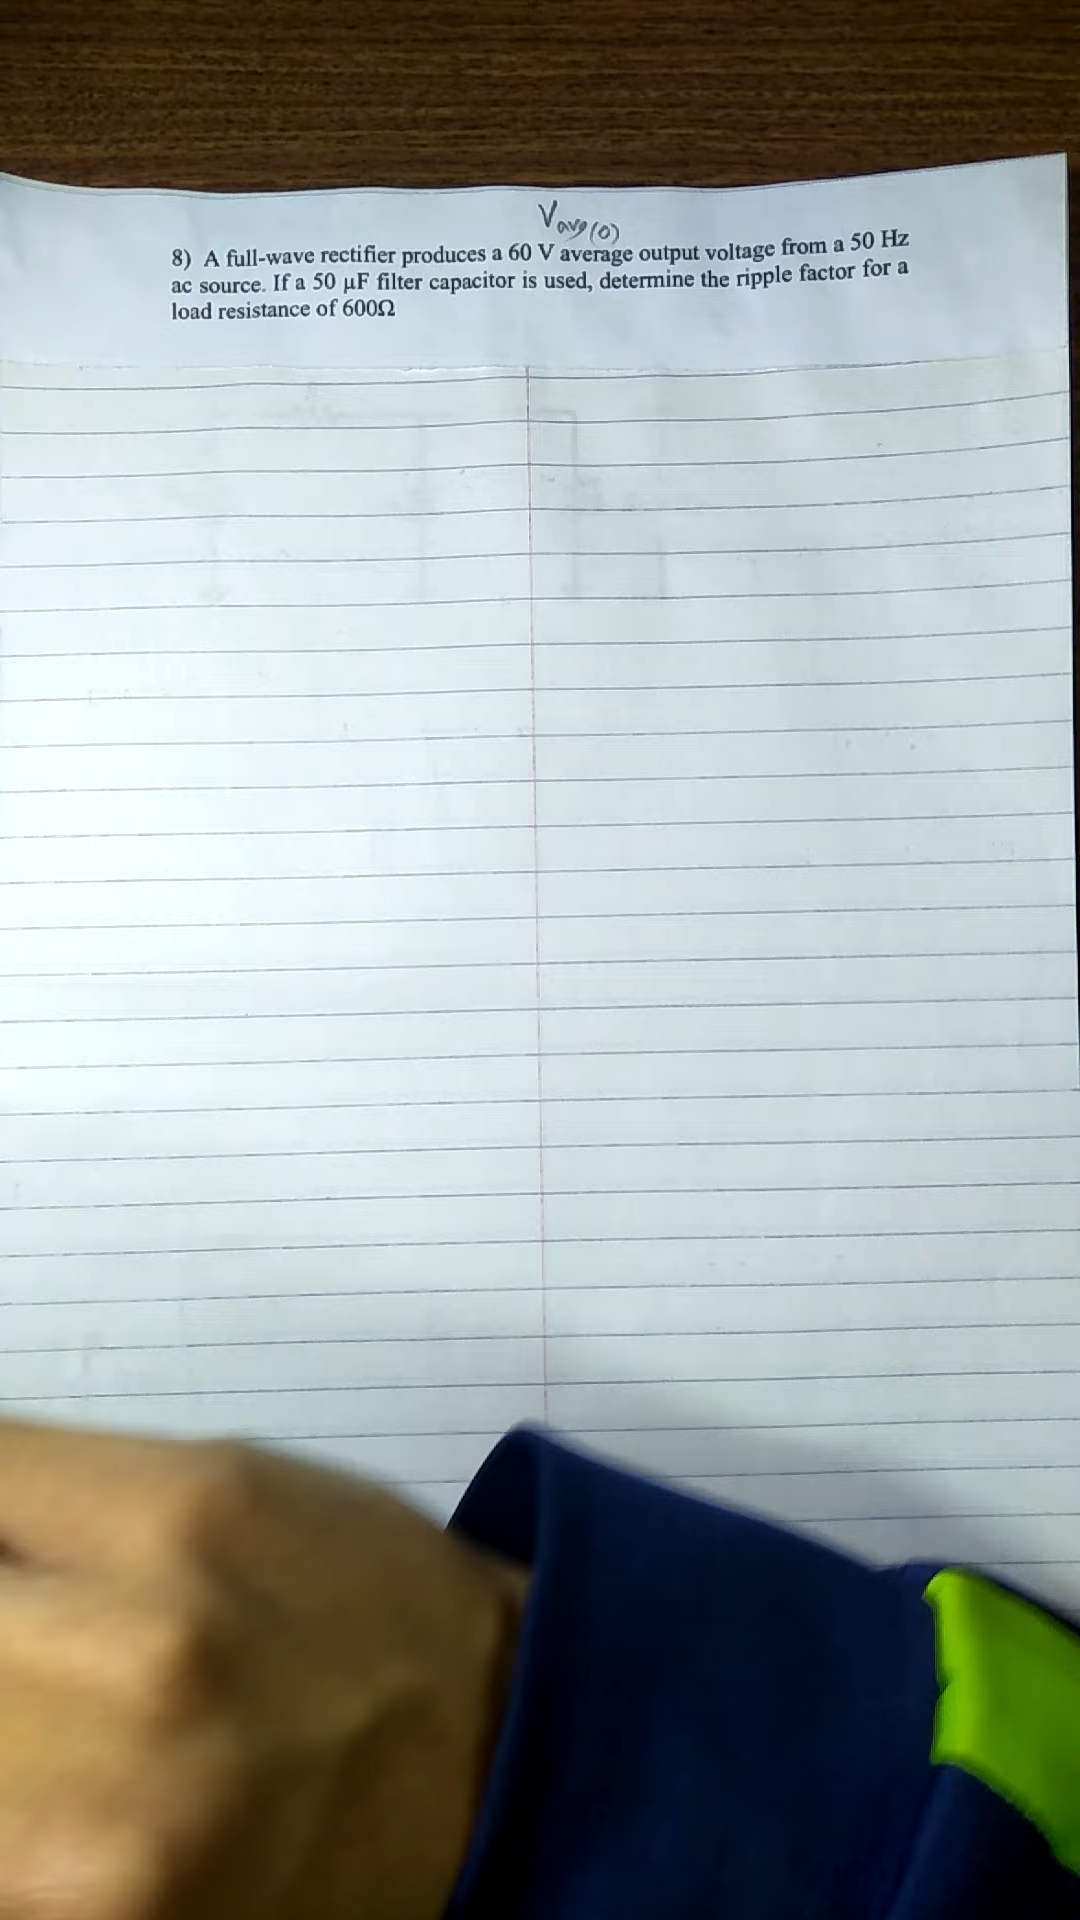 Vavg(0)
8) A full-wave rectifier produces a 60 V average output voltage from a 50 Hz
ac source. If a 50 μF filter capacitor is used, determine the ripple factor for a
load resistance of 600Ω